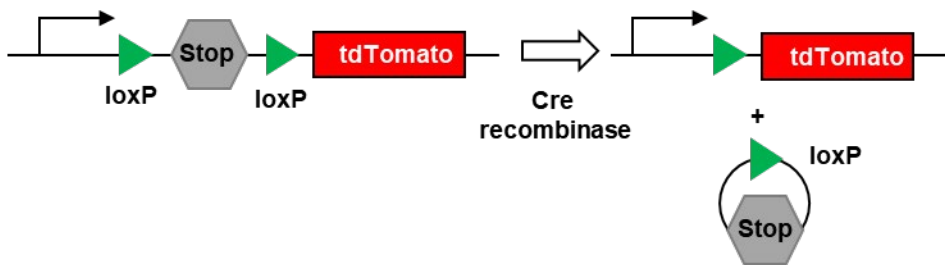 Stop
tdTomato
loxP
loxP
Cre
recombinase
tdTomato
+
loxP
Stop